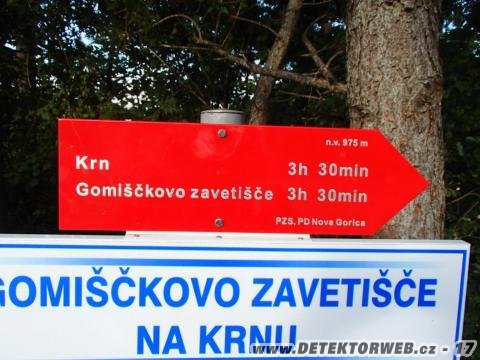 n.v. 975 m
Krn 3h 30min
Gomiščkovo zavetišče 3h 30min
PZS, PD Nova Gorica
GOMIŠČKOVO ZAVETIŠČE
NA KRNU
www.DETEKTORWEB.cz - 17